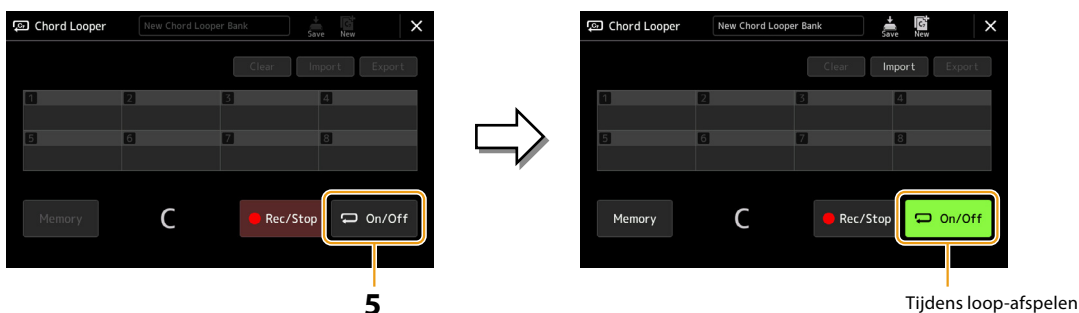 Chord Looper New Chord Looper Bank Save New
Clear Import Export
1 2 3 4
5 6 7 8
Memory C Rec/Stop On/Off
5
Chord Looper New Chord Looper Bank Save New
Clear Import Export
1 2 3 4
5 6 7 8
Memory C Rec/Stop On/Off
Tijdens loop-afspelen